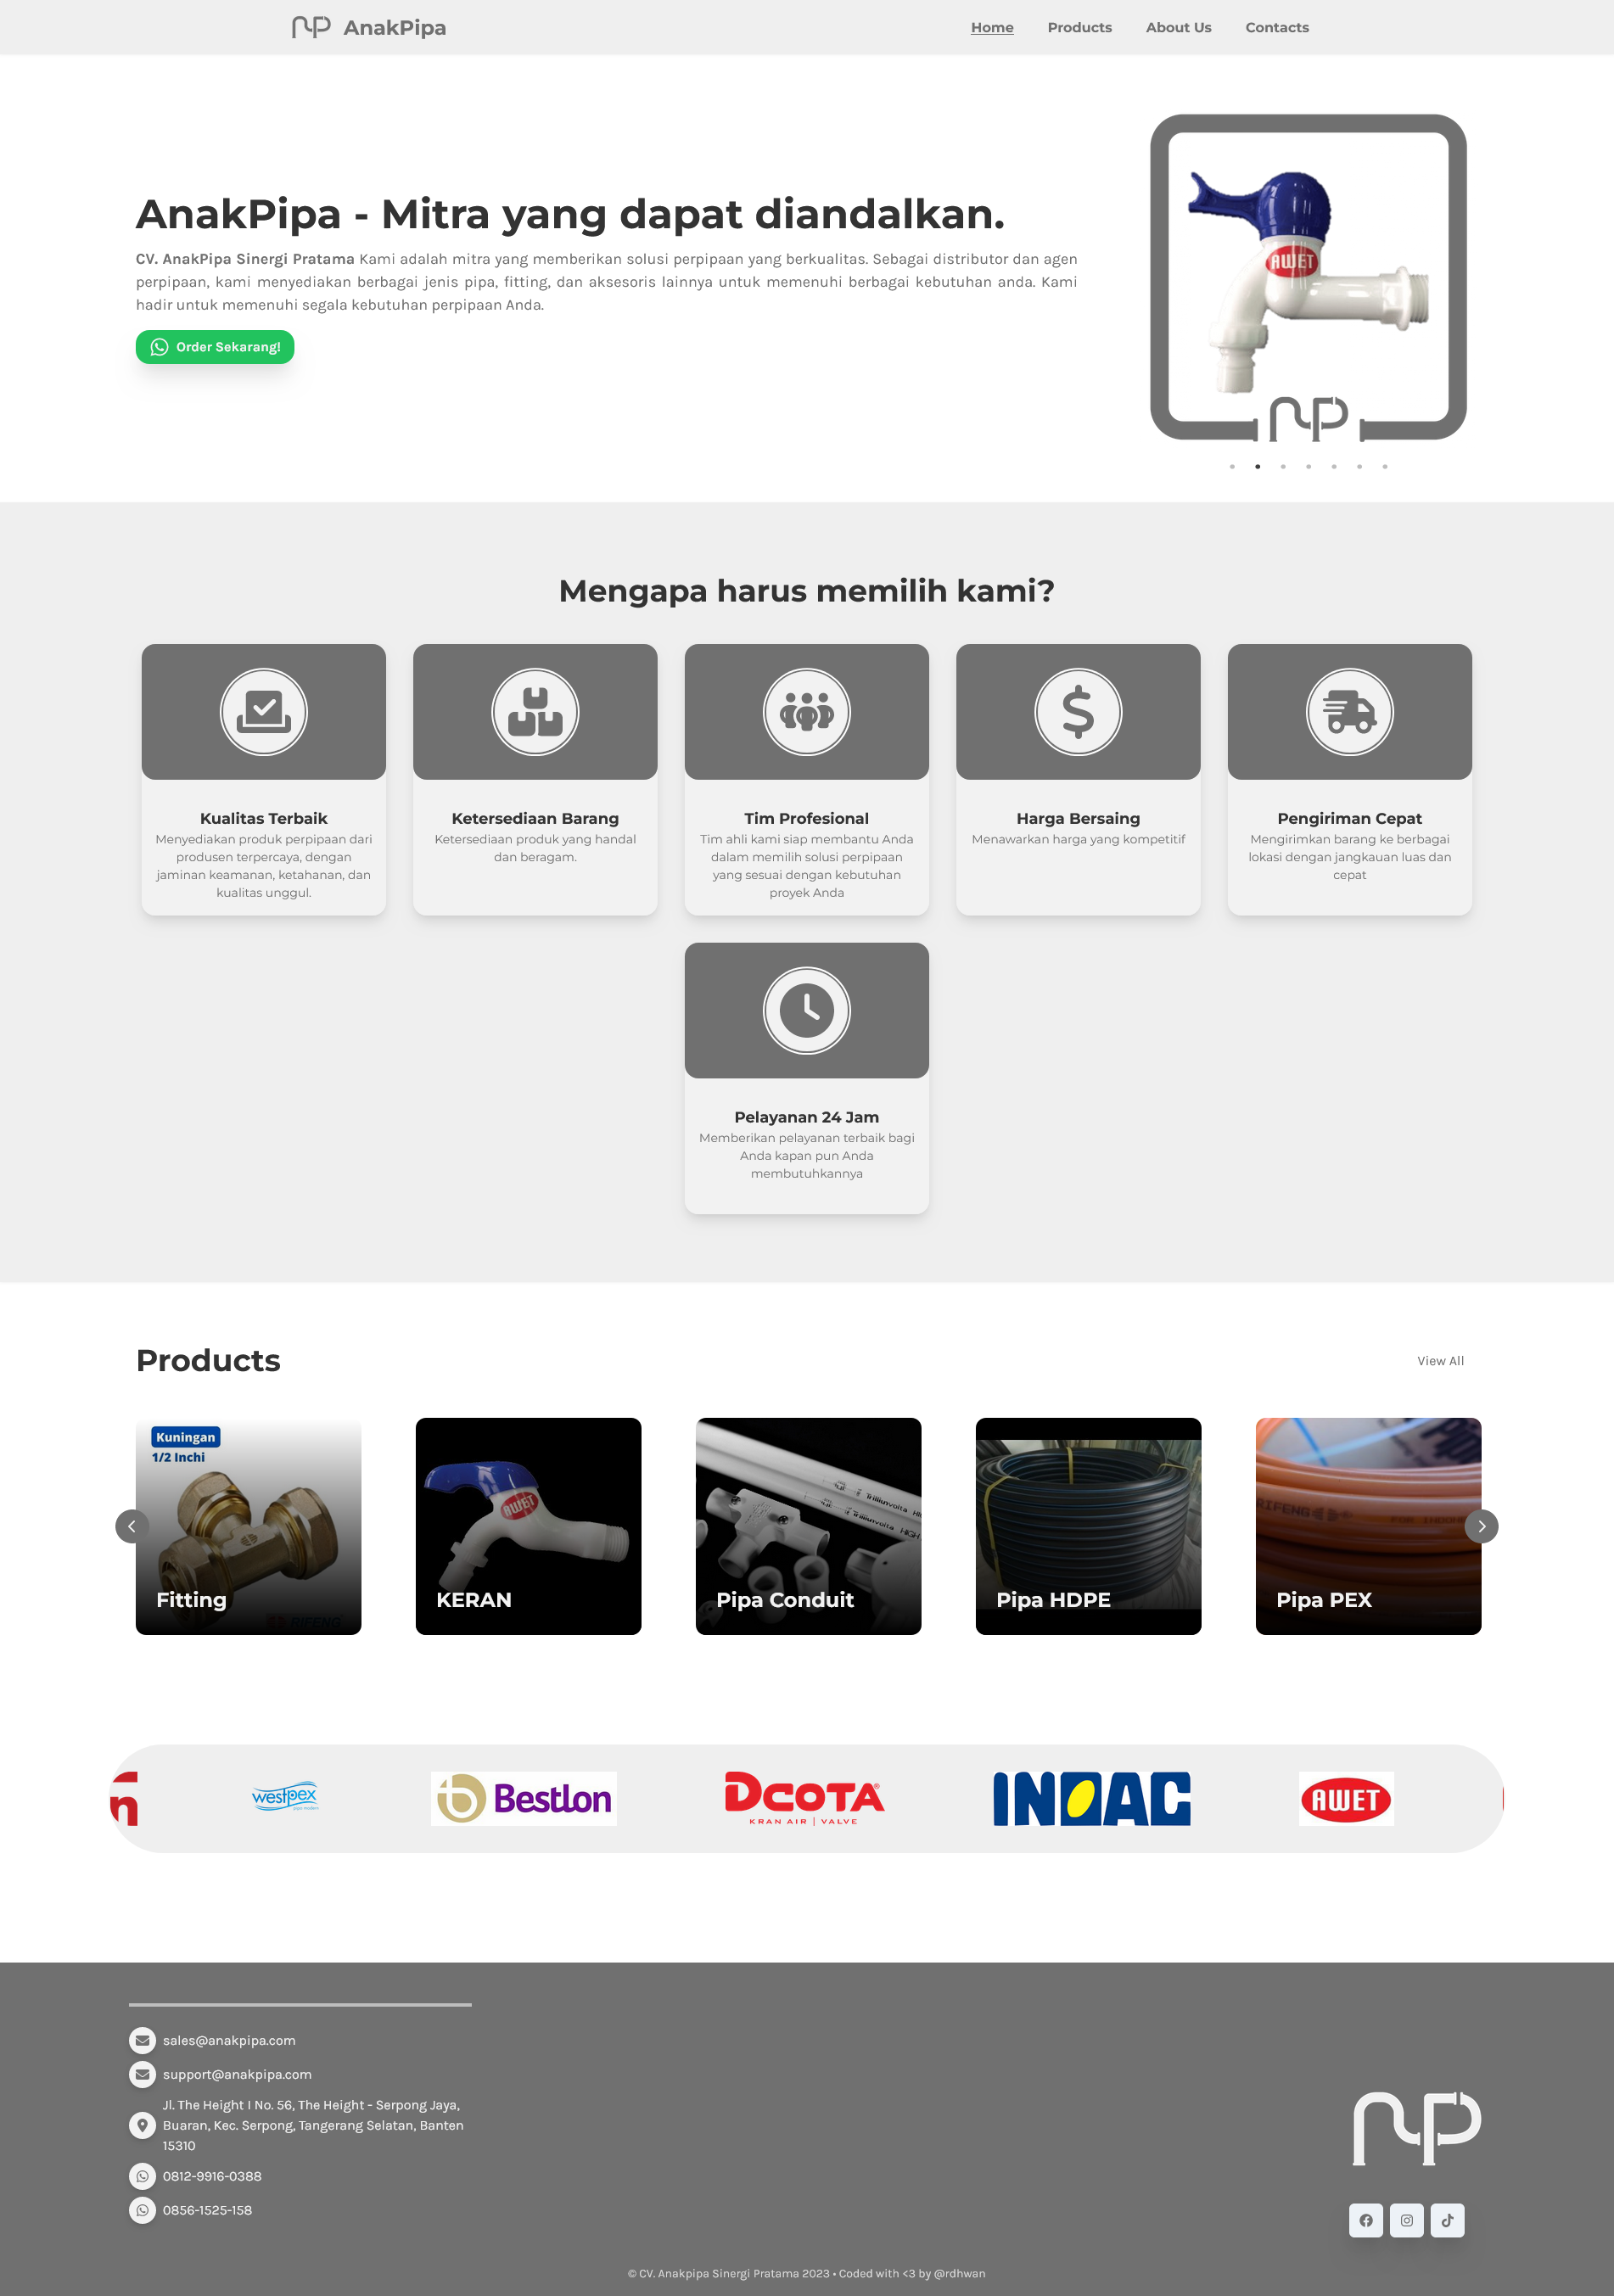 AnakPipa
Home
Products
About Us
Contacts
AnakPipa - Mitra yang dapat diandalkan.
CV. AnakPipa Sinergi Pratama Kami adalah mitra yang memberikan solusi perpipaan yang berkualitas. Sebagai distributor dan agen
perpipaan, kami menyediakan berbagai jenis pipa, fitting, dan aksesoris lainnya untuk memenuhi berbagai kebutuhan anda. Kami
hadir untuk memenuhi segala kebutuhan perpipaan Anda.
Order Sekarang!
AWET
Mengapa harus memilih kami?
Kualitas Terbaik
Menyediakan produk perpipaan dari
produsen terpercaya, dengan
jaminan keamanan, ketahanan, dan
kualitas unggul.
Ketersediaan Barang
Ketersediaan produk yang handal
dan beragam.
Tim Profesional
Tim ahli kami siap membantu Anda
dalam memilih solusi perpipaan
yang sesuai dengan kebutuhan
proyek Anda
Harga Bersaing
Menawarkan harga yang kompetitif
Pengiriman Cepat
Mengirimkan barang ke berbagai
lokasi dengan jangkauan luas dan
cepat
Pelayanan 24 Jam
Memberikan pelayanan terbaik bagi
Anda kapan pun Anda
membutuhkannya
Products
View All
Kuningan
1/2 Inchi
RIFENG
Fitting
AWET
KERAN
Trilliunvolta
Trilliunvolta HIGH
Pipa Conduit
Pipa HDPE
RIFENG
Pipa PEX
westpex
Bestlon
DCOTA®
KRAN AIR | VALVE
INOAC
AWET
sales@anakpipa.com
support@anakpipa.com
Jl. The Height I No. 56, The Height - Serpong Jaya,
Buaran, Kec. Serpong, Tangerang Selatan, Banten
15310
0812-9916-0388
0856-1525-158
© CV. Anakpipa Sinergi Pratama 2023 • Coded with <3 by @rdhwan